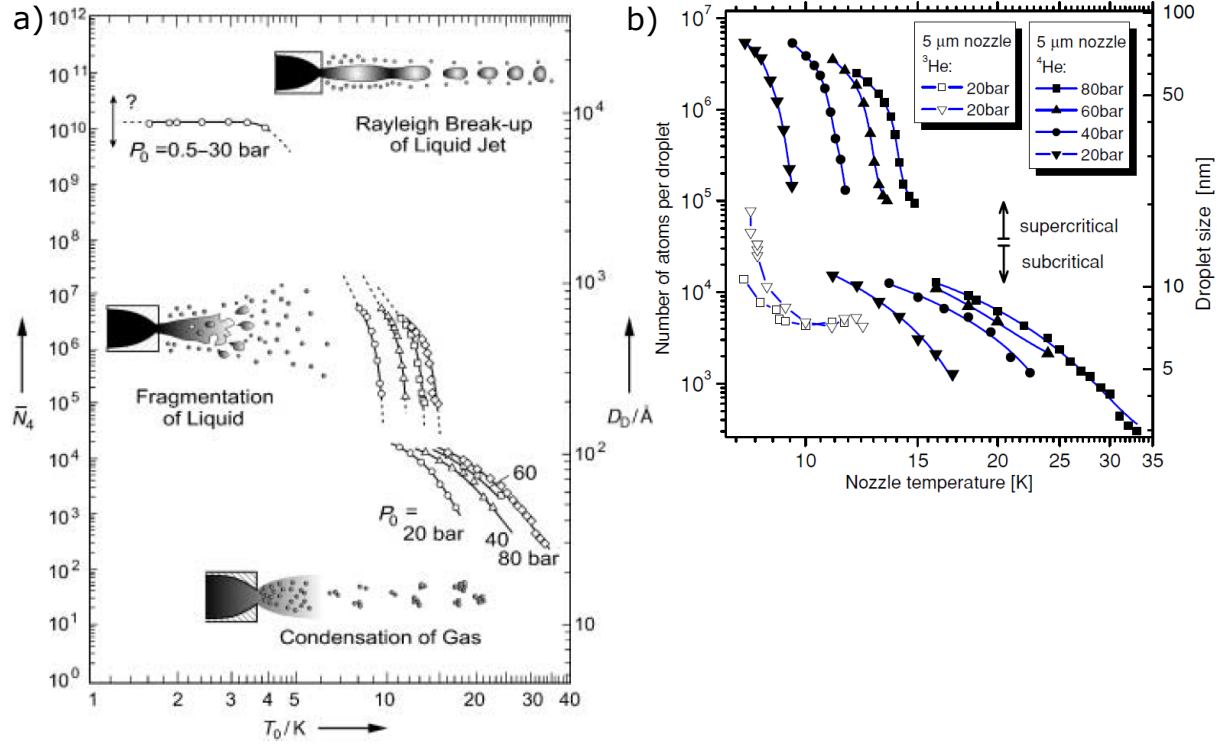 a)
10¹²
10¹¹
10¹⁰
10⁹
10⁸
10⁷
10⁶
10⁵
10⁴
10³
10²
10¹
10⁰
N̄₄
?
P₀ =0.5–30 bar
Rayleigh Break-up
of Liquid Jet
Fragmentation
of Liquid
P₀ =
20 bar
40
60
80 bar
Condensation of Gas
10⁴
10³
10²
10
D_D/Å
1
2
3
4
5
10
15
20
30
40
T₀/K
b)
10⁷
10⁶
10⁵
10⁴
10³
Number of atoms per droplet
5 μm nozzle
³He:
20bar
20bar
5 μm nozzle
⁴He:
80bar
60bar
40bar
20bar
supercritical
subcritical
100
50
10
5
Droplet size [nm]
10
15
20
25
30
35
Nozzle temperature [K]